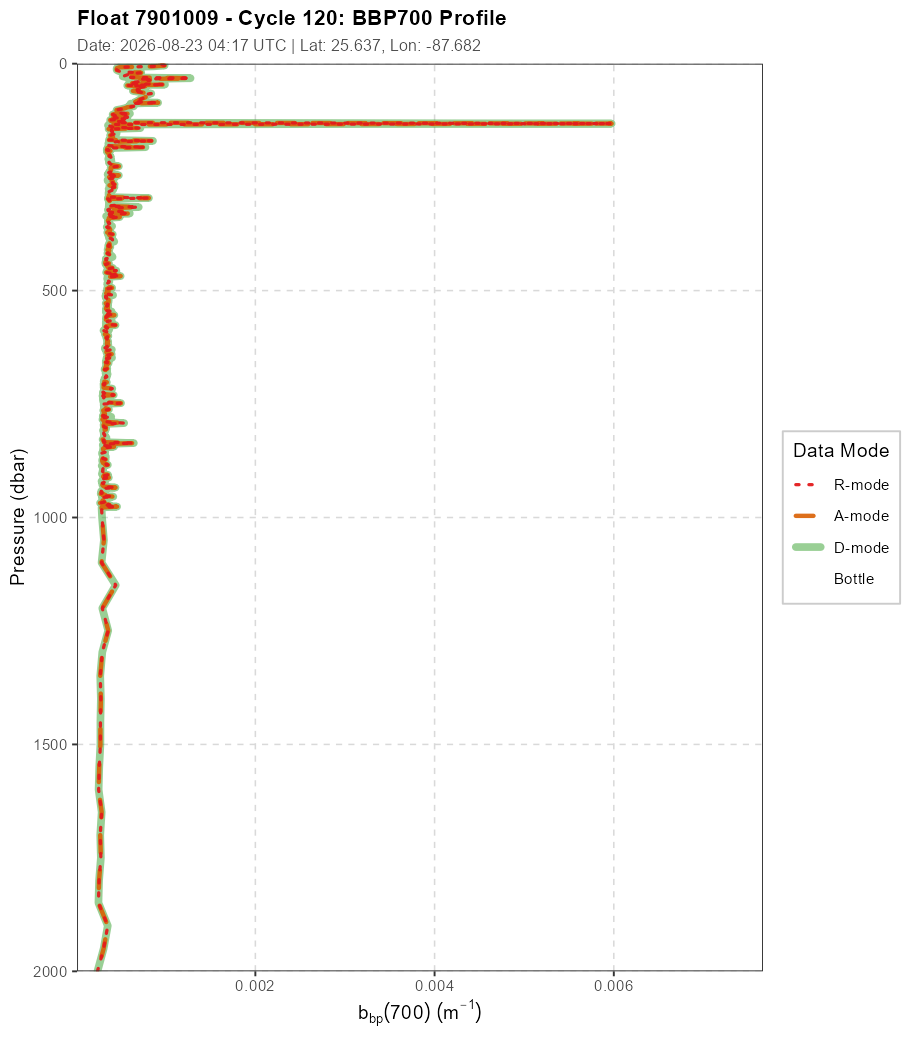 Float 7901009 - Cycle 120: BBP700 Profile
Date: 2026-08-23 04:17 UTC | Lat: 25.637, Lon: -87.682
0
500
1000
1500
2000
Pressure (dbar)
0.002
0.004
0.006
b_bp(700) (m⁻¹)
Data Mode
R-mode
A-mode
D-mode
Bottle